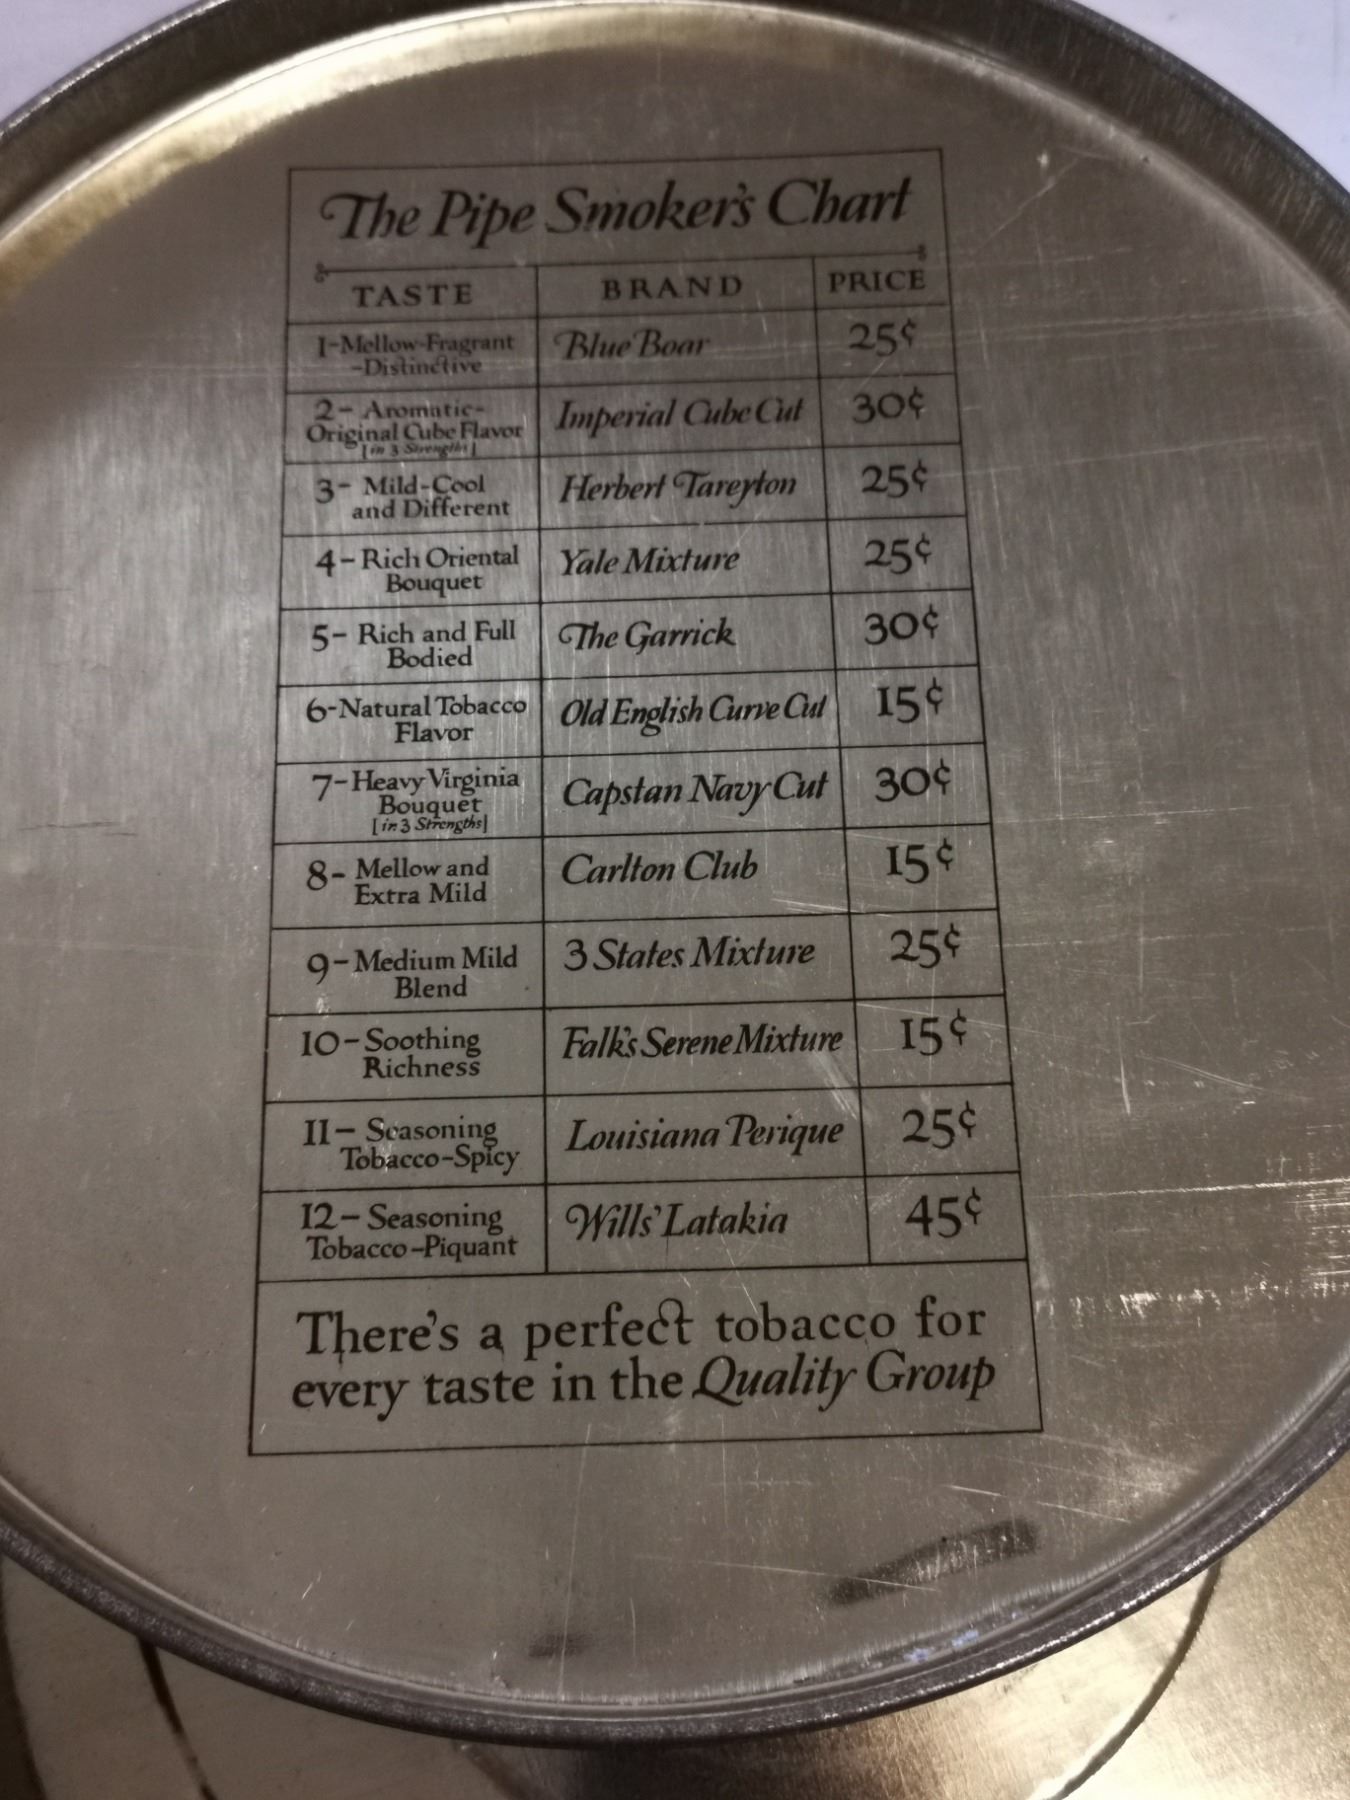 The Pipe Smoker's Chart
TASTE BRAND PRICE
1-Mellow-Fragrant
-Distinctive
Blue Boar 25¢
2- Aromatic-
Original Cube Flavor
[in 3 Strengths]
Imperial Cube Cut 30¢
3- Mild-Cool
and Different
Herbert Tareyton 25¢
4-Rich Oriental
Bouquet
Yale Mixture 25¢
5- Rich and Full
Bodied
The Garrick 30¢
6-Natural Tobacco
Flavor
Old English Curve Cut 15¢
7-Heavy Virginia
Bouquet
[in 3 Strengths]
Capstan Navy Cut 30¢
8- Mellow and
Extra Mild
Carlton Club 15¢
9-Medium Mild
Blend
3 States Mixture 25¢
10-Soothing
Richness
Falk's Serene Mixture 15¢
11- Seasoning
Tobacco-Spicy
Louisiana Perique 25¢
12- Seasoning
Tobacco-Piquant
Wills' Latakia 45¢
There's a perfect tobacco for
every taste in the Quality Group